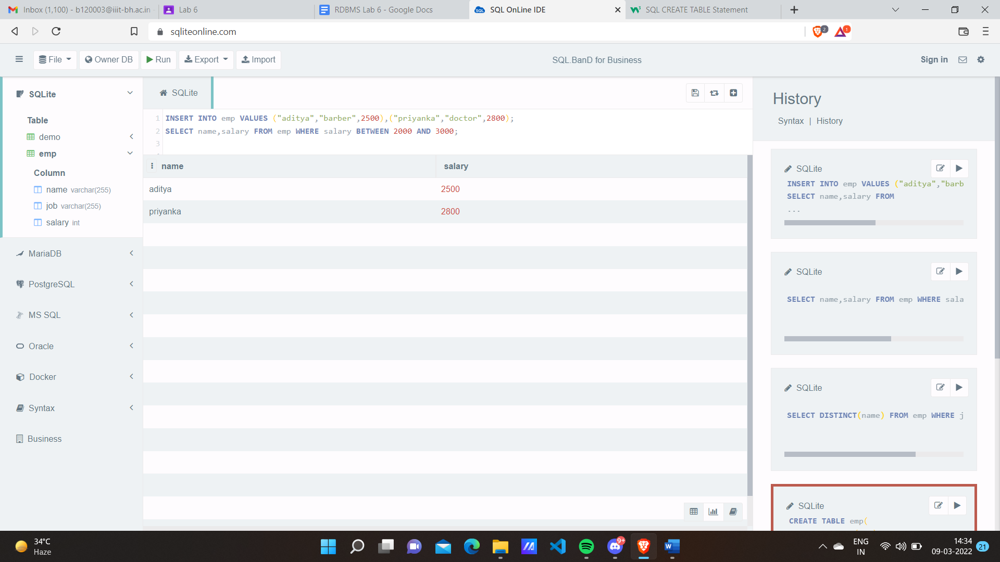 Inbox (1,100) - b120003@iiit-bh.ac.in
Lab 6
RDBMS Lab 6 - Google Docs
SQL OnLine IDE
SQL CREATE TABLE Statement
sqliteonline.com
2
1
File
Owner DB
Run
Export
Import
SQL.BanD for Business
Sign in
SQLite
Table
demo
emp
Column
name varchar(255)
job varchar(255)
salary int
MariaDB
PostgreSQL
MS SQL
Oracle
Docker
Syntax
Business
SQLite
1 INSERT INTO emp VALUES ("aditya","barber",2500),("priyanka","doctor",2800);
2 SELECT name,salary FROM emp WHERE salary BETWEEN 2000 AND 3000;
3
name salary
aditya 2500
priyanka 2800
History
Syntax | History
SQLite
INSERT INTO emp VALUES ("aditya","barb
SELECT name,salary FROM
...
SQLite
SELECT name,salary FROM emp WHERE sala
SQLite
SELECT DISTINCT(name) FROM emp WHERE j
SQLite
CREATE TABLE emp(
34°C
Haze
9+
ENG
IN
14:34
09-03-2022
21